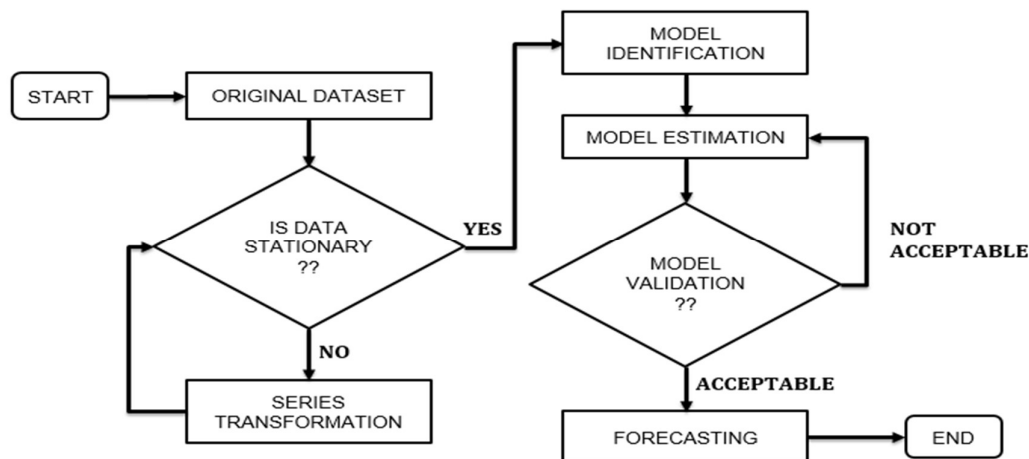 START
ORIGINAL DATASET
IS DATA
STATIONARY
??
YES
NO
SERIES
TRANSFORMATION
MODEL
IDENTIFICATION
MODEL ESTIMATION
MODEL
VALIDATION
??
NOT
ACCEPTABLE
ACCEPTABLE
FORECASTING
END